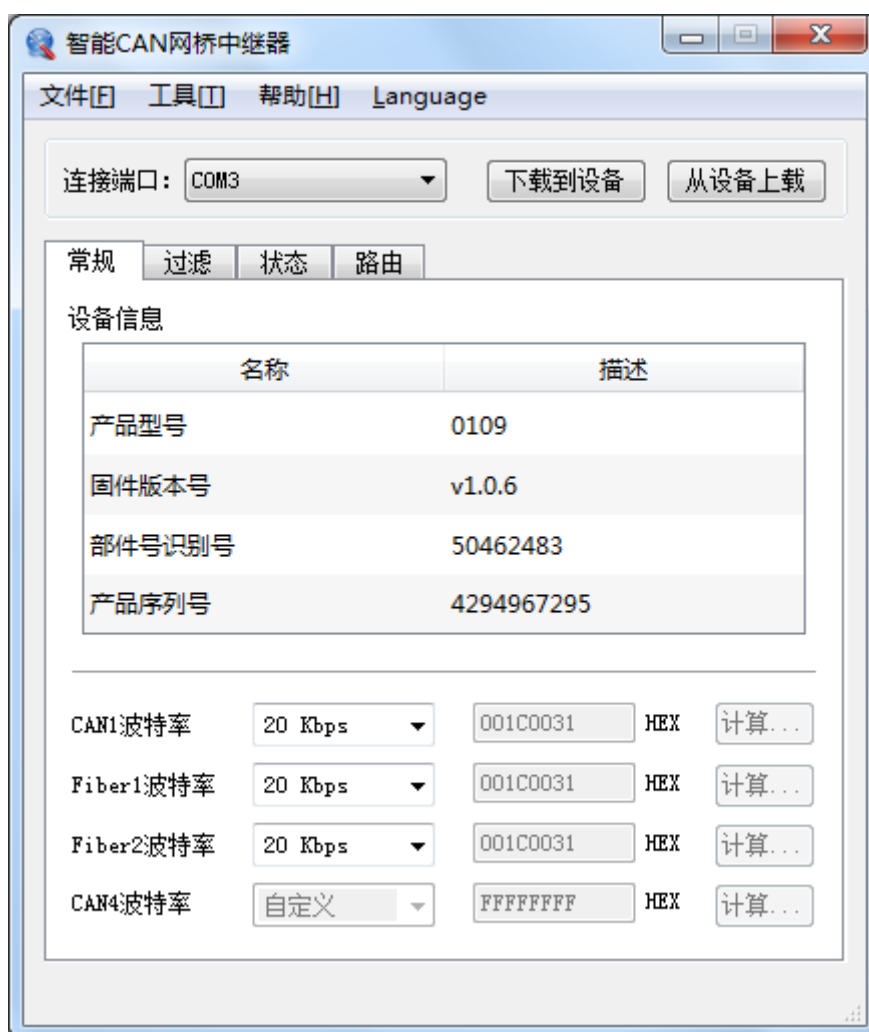 智能CAN网桥中继器
文件[F] 工具[T] 帮助[H] Language
连接端口: COM3 下载到设备 从设备上载
常规 过滤 状态 路由
设备信息
名称 描述
产品型号 0109
固件版本号 v1.0.6
部件号识别号 50462483
产品序列号 4294967295
CAN1波特率 20 Kbps 001C0031 HEX 计算...
Fiber1波特率 20 Kbps 001C0031 HEX 计算...
Fiber2波特率 20 Kbps 001C0031 HEX 计算...
CAN4波特率 自定义 FFFFFFFF HEX 计算...